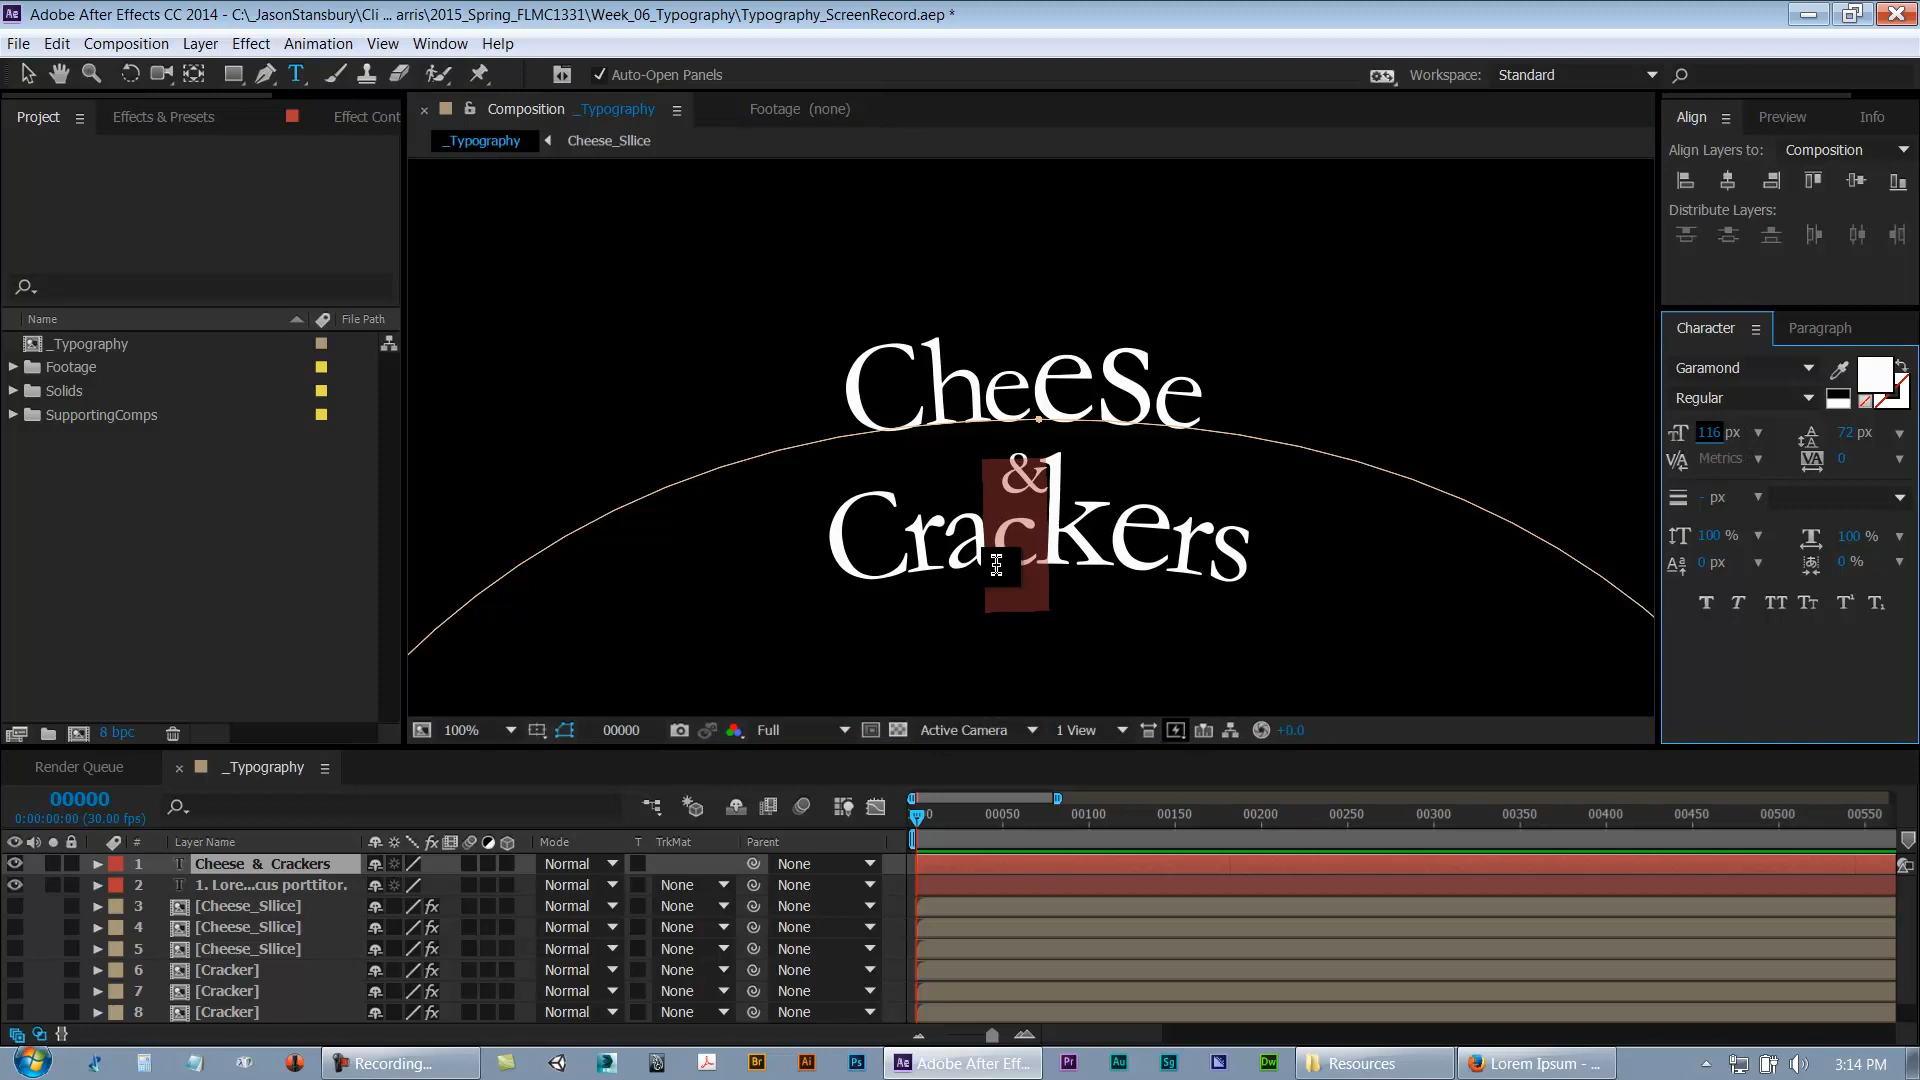 Adobe After Effects CC 2014 - C:\_JasonStansbury\Cli ... arris\2015_Spring_FLMC1331\Week_06_Typography\Typography_ScreenRecord.aep *
File Edit Composition Layer Effect Animation View Window Help
Auto-Open Panels
Workspace: Standard
Project Effects & Presets Effect Cont
Composition _Typography Footage (none)
Align Preview Info
_Typography Cheese_Sllice
Align Layers to: Composition
Distribute Layers:
Name File Path
_Typography
Footage
Solids
SupportingComps
8 bpc
Cheese
&
Crackers
100% 00000 Full Active Camera 1 View +0.0
Character Paragraph
Garamond
Regular
116 px 72 px
Metrics 0
- px
100 % 100 %
0 px 0 %
Render Queue _Typography
00000
0:00:00:00 (30.00 fps)
00050 00100 00150 00200 00250 00300 00350 00400 00450 00500 00550
# Layer Name Mode T TrkMat Parent
1 Cheese & Crackers Normal None
2 1. Lore...cus porttitor. Normal None None
3 [Cheese_Sllice] Normal None None
4 [Cheese_Sllice] Normal None None
5 [Cheese_Sllice] Normal None None
6 [Cracker] Normal None None
7 [Cracker] Normal None None
8 [Cracker] Normal None None
Recording... Br Ai Ps Ae Adobe After Eff... Pr Au Sg Dw Resources Lorem Ipsum - ... 3:14 PM